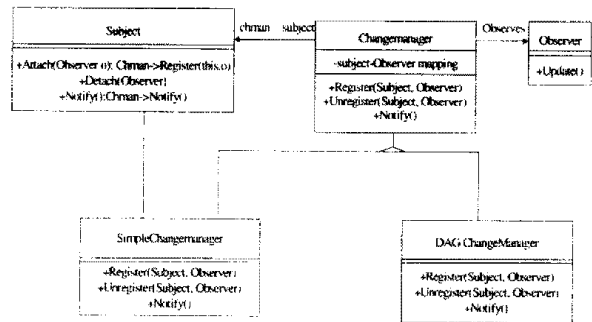 Subject
+Attach(Observer o): Chman->Register(this.o)
+Detach(Observer)
+Notify():Chman->Notify()
chman subject
Changemanager
-subject-Observer mapping
+Register(Subject, Observer)
+Unregister(Subject, Observer)
+Notify()
Observes
Observer
+Update()
SimpleChangemanager
+Register(Subject, Observer)
+Unregister(Subject, Observer)
+Notify()
DAG ChangeManager
+Register(Subject, Observer)
+Unregister(Subject, Observer)
+Notify()